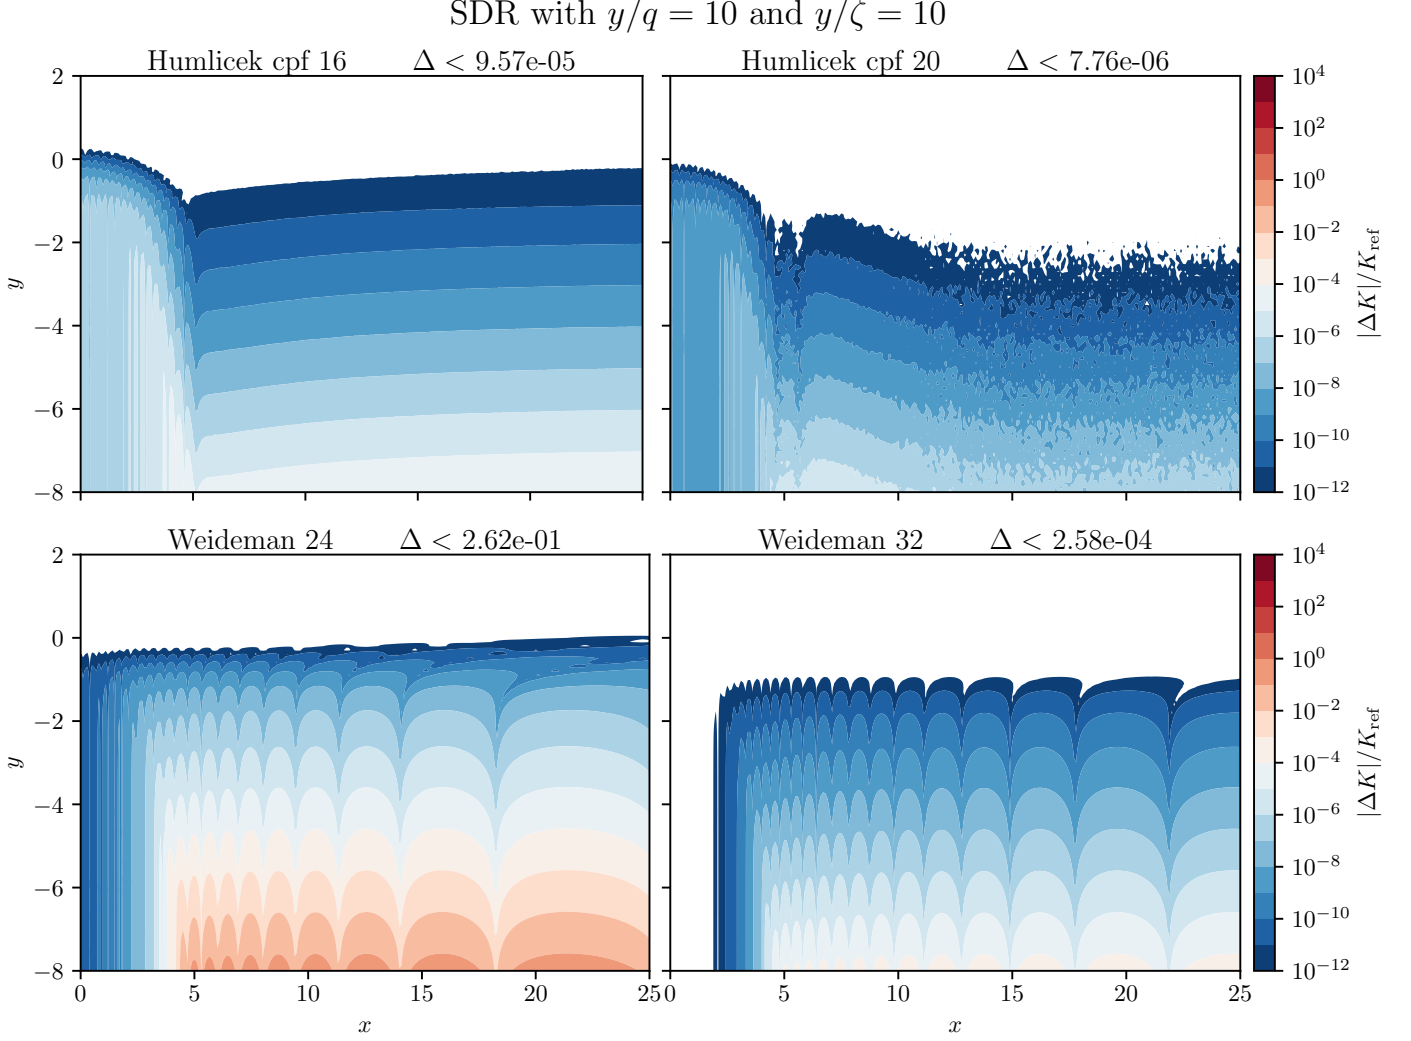 SDR with y/q = 10 and y/ζ = 10
Humlicek cpf 16 Δ < 9.57e-05
Humlicek cpf 20 Δ < 7.76e-06
2
0
−2
−4
−6
−8
y
10^4
10^2
10^0
10^−2
10^−4
10^−6
10^−8
10^−10
10^−12
|ΔK|/K_ref
Weideman 24 Δ < 2.62e-01
Weideman 32 Δ < 2.58e-04
2
0
−2
−4
−6
−8
y
10^4
10^2
10^0
10^−2
10^−4
10^−6
10^−8
10^−10
10^−12
|ΔK|/K_ref
0 5 10 15 20 25
0 5 10 15 20 25
x
x